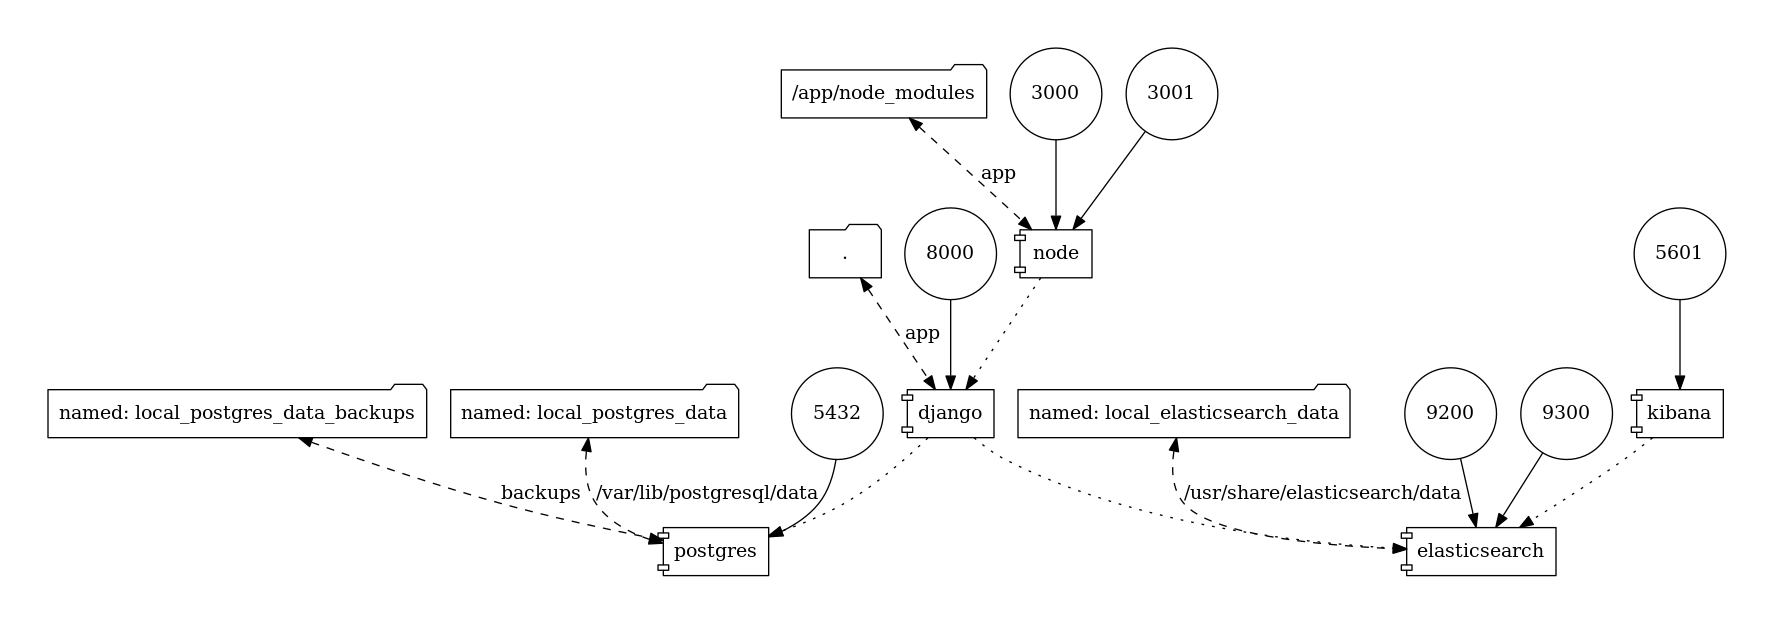 /app/node_modules
3000
3001
app
.
8000
node
5601
app
named: local_postgres_data_backups
named: local_postgres_data
5432
django
named: local_elasticsearch_data
9200
9300
kibana
backups
/var/lib/postgresql/data
/usr/share/elasticsearch/data
postgres
elasticsearch